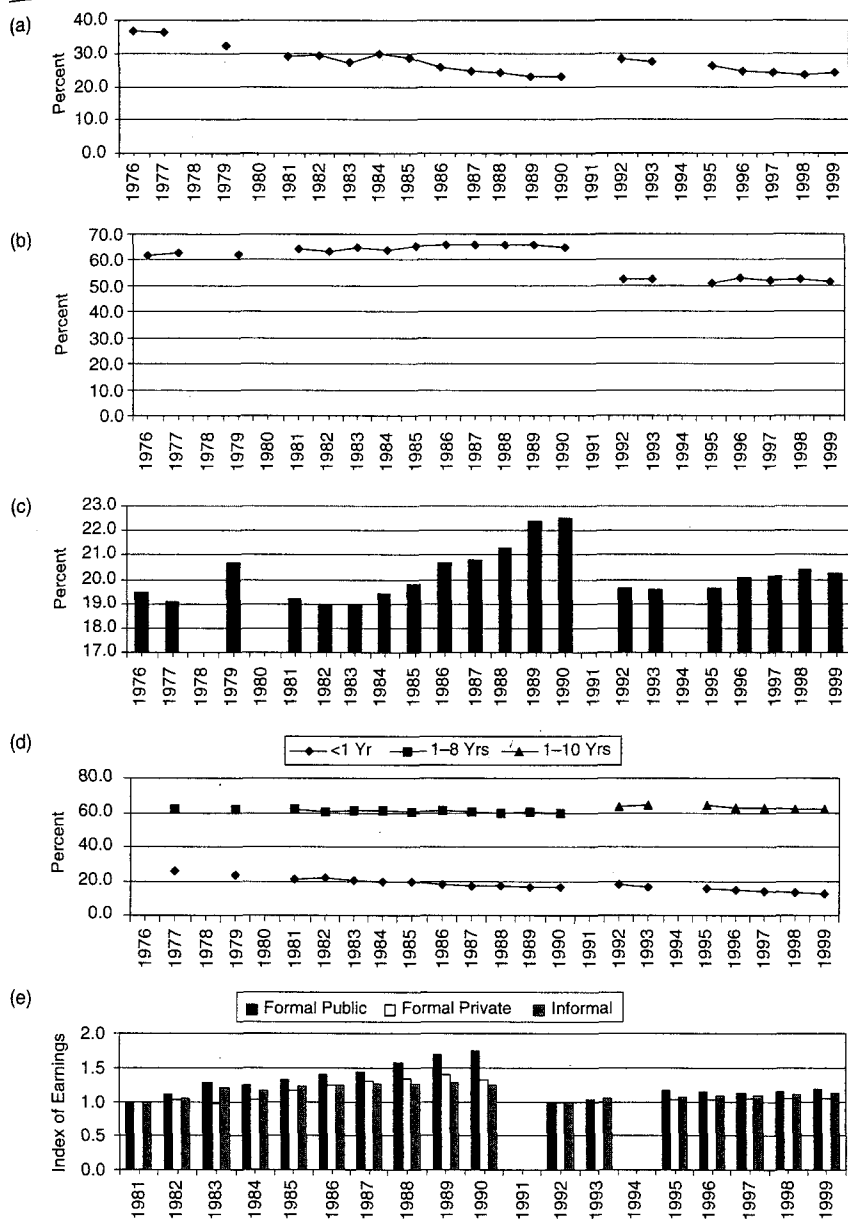 (a)
Percent
40.0
30.0
20.0
10.0
0.0
1976 1977 1978 1979 1980 1981 1982 1983 1984 1985 1986 1987 1988 1989 1990 1991 1992 1993 1994 1995 1996 1997 1998 1999
(b)
Percent
70.0
60.0
50.0
40.0
30.0
20.0
10.0
0.0
1976 1977 1978 1979 1980 1981 1982 1983 1984 1985 1986 1987 1988 1989 1990 1991 1992 1993 1994 1995 1996 1997 1998 1999
(c)
Percent
23.0
22.0
21.0
20.0
19.0
18.0
17.0
1976 1977 1978 1979 1980 1981 1982 1983 1984 1985 1986 1987 1988 1989 1990 1991 1992 1993 1994 1995 1996 1997 1998 1999
(d)
<1 Yr 1–8 Yrs 1–10 Yrs
Percent
80.0
60.0
40.0
20.0
0.0
1976 1977 1978 1979 1980 1981 1982 1983 1984 1985 1986 1987 1988 1989 1990 1991 1992 1993 1994 1995 1996 1997 1998 1999
(e)
Formal Public Formal Private Informal
Index of Earnings
2.0
1.5
1.0
0.5
0.0
1981 1982 1983 1984 1985 1986 1987 1988 1989 1990 1991 1992 1993 1994 1995 1996 1997 1998 1999